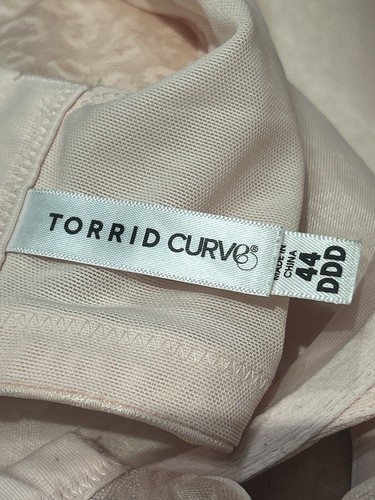 TORRID CURVE®
MADE IN
CHINA
44
DDD